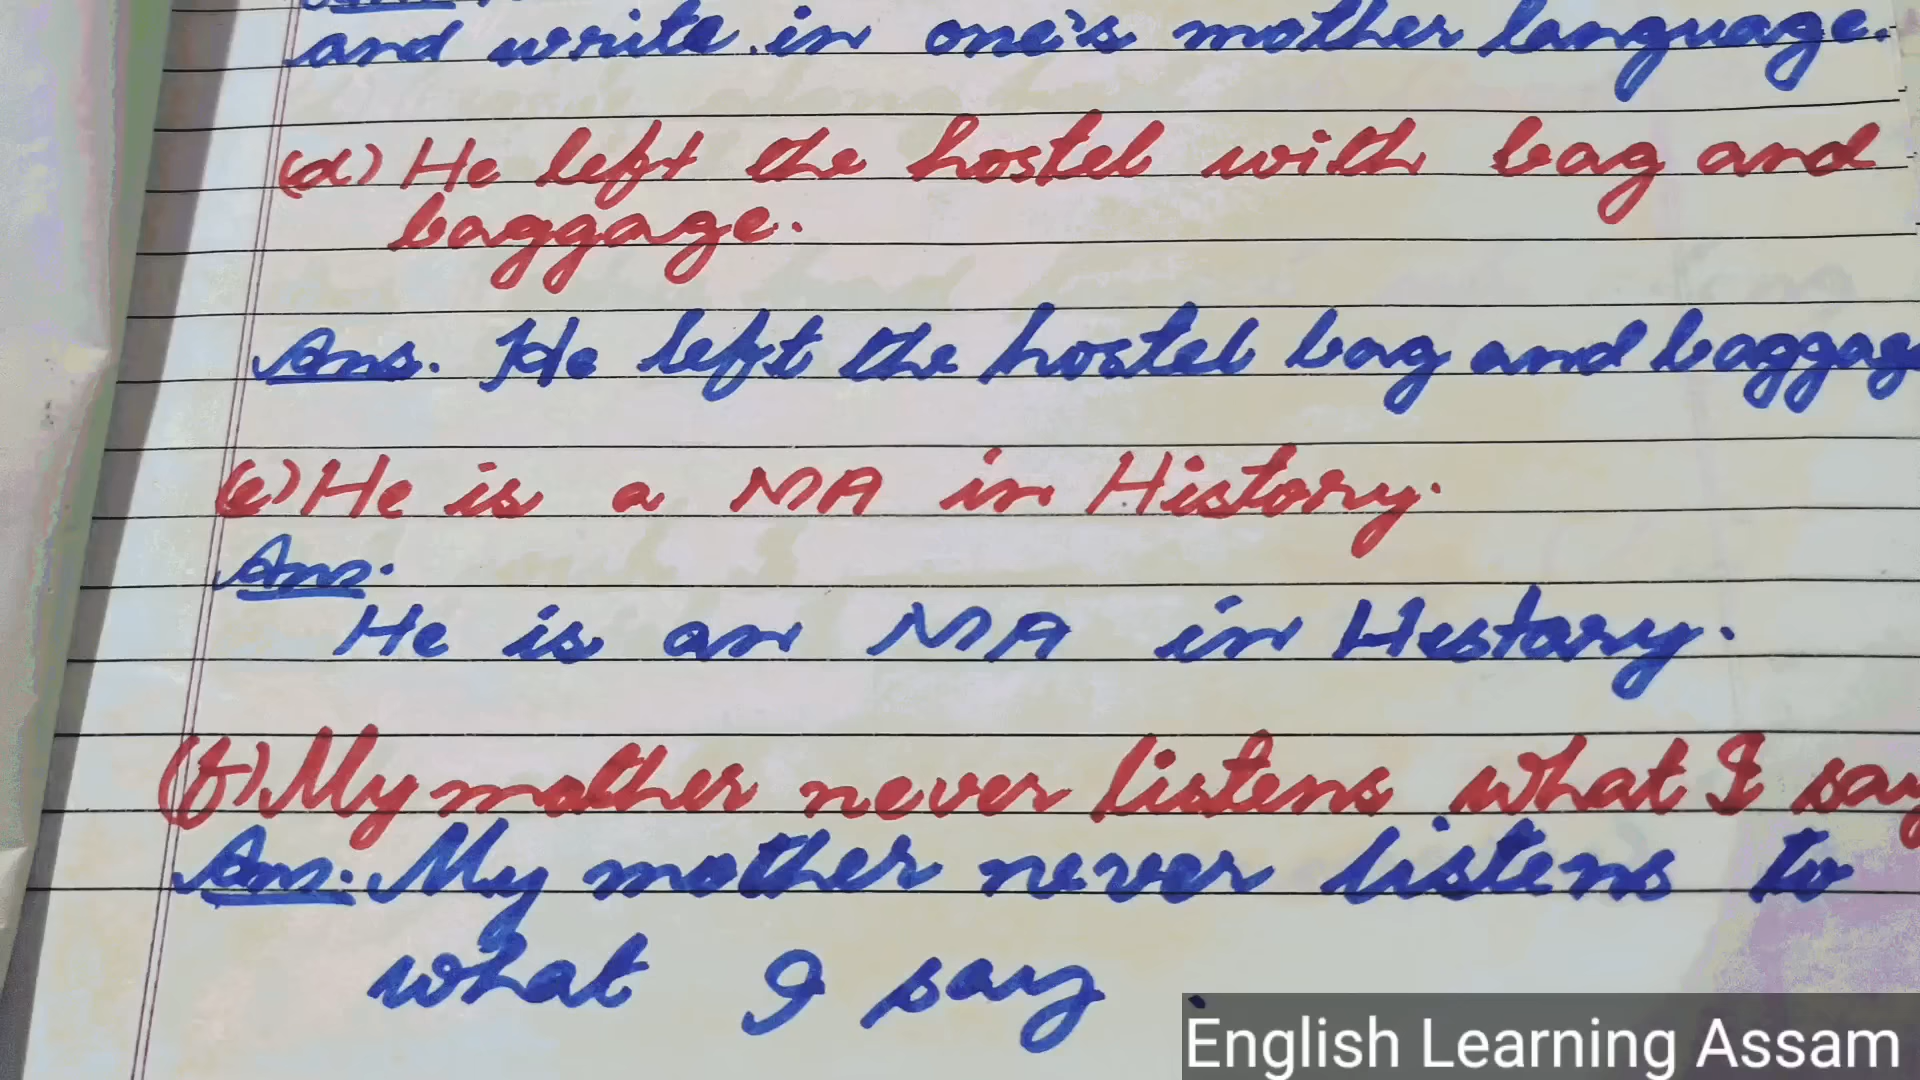 and write in one's mother language.
(d) He left the hostel with bag and
baggage.
Ans. He left the hostel bag and baggag
(e) He is a MA in History.
Ans.
He is an MA in Hestory.
(f) My mother never listens what I say
Ans. My mother never listens to
what I say .
English Learning Assam